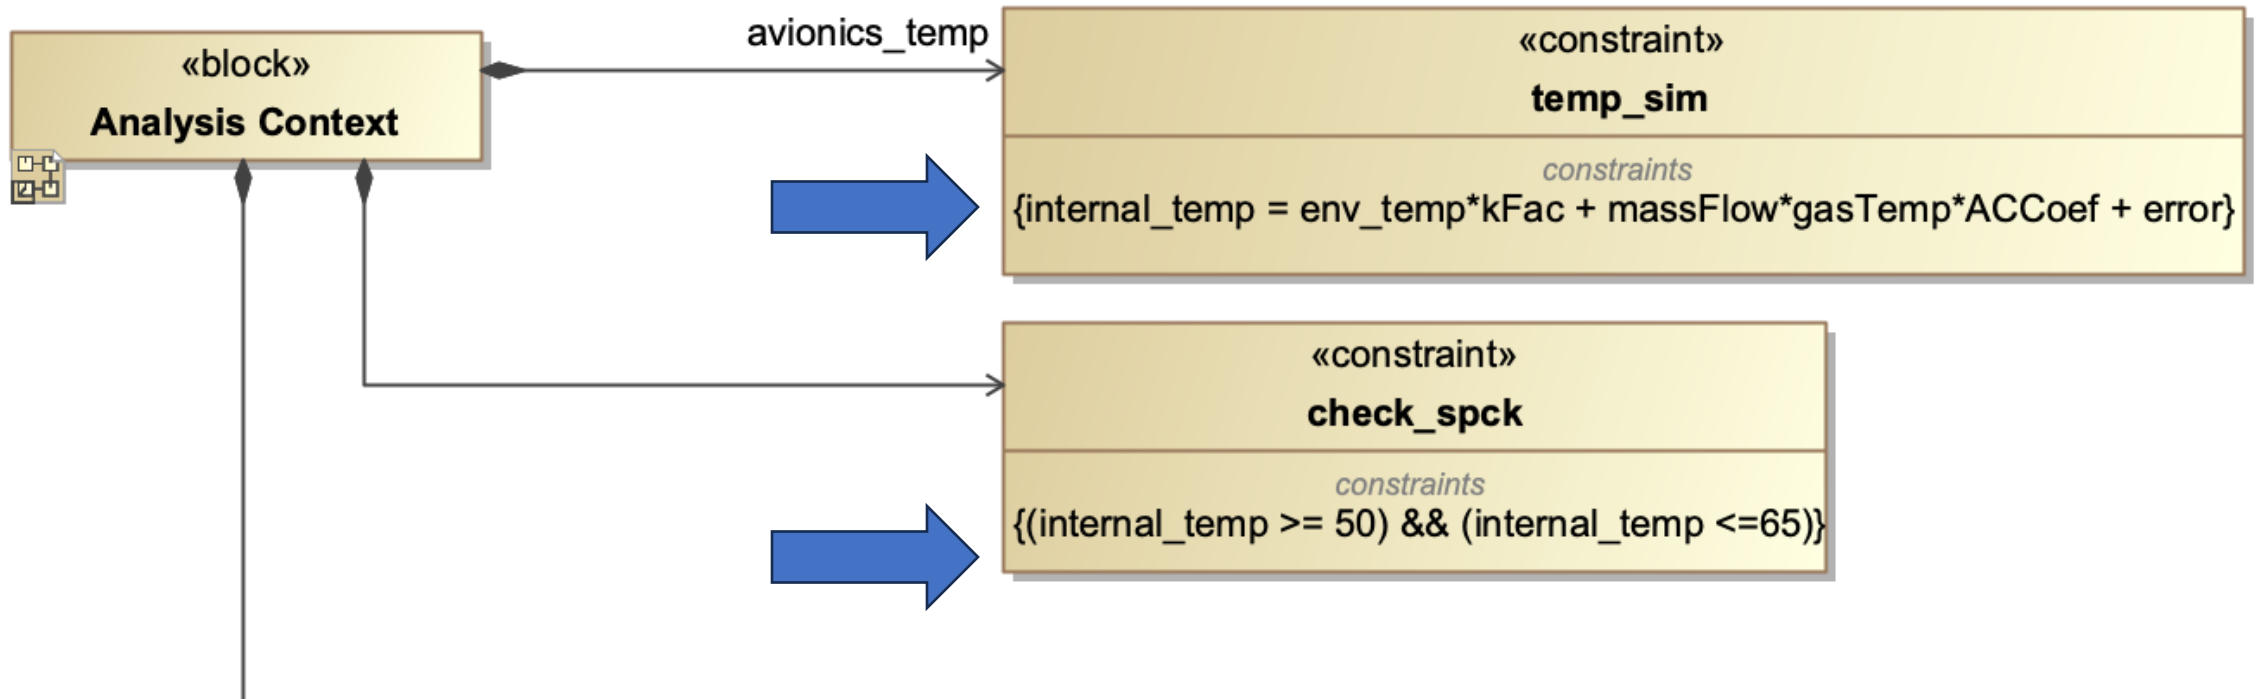 avionics_temp
«block»
Analysis Context
«constraint»
temp_sim
constraints
{internal_temp = env_temp*kFac + massFlow*gasTemp*ACCoef + error}
«constraint»
check_spck
constraints
{(internal_temp >= 50) && (internal_temp <=65)}